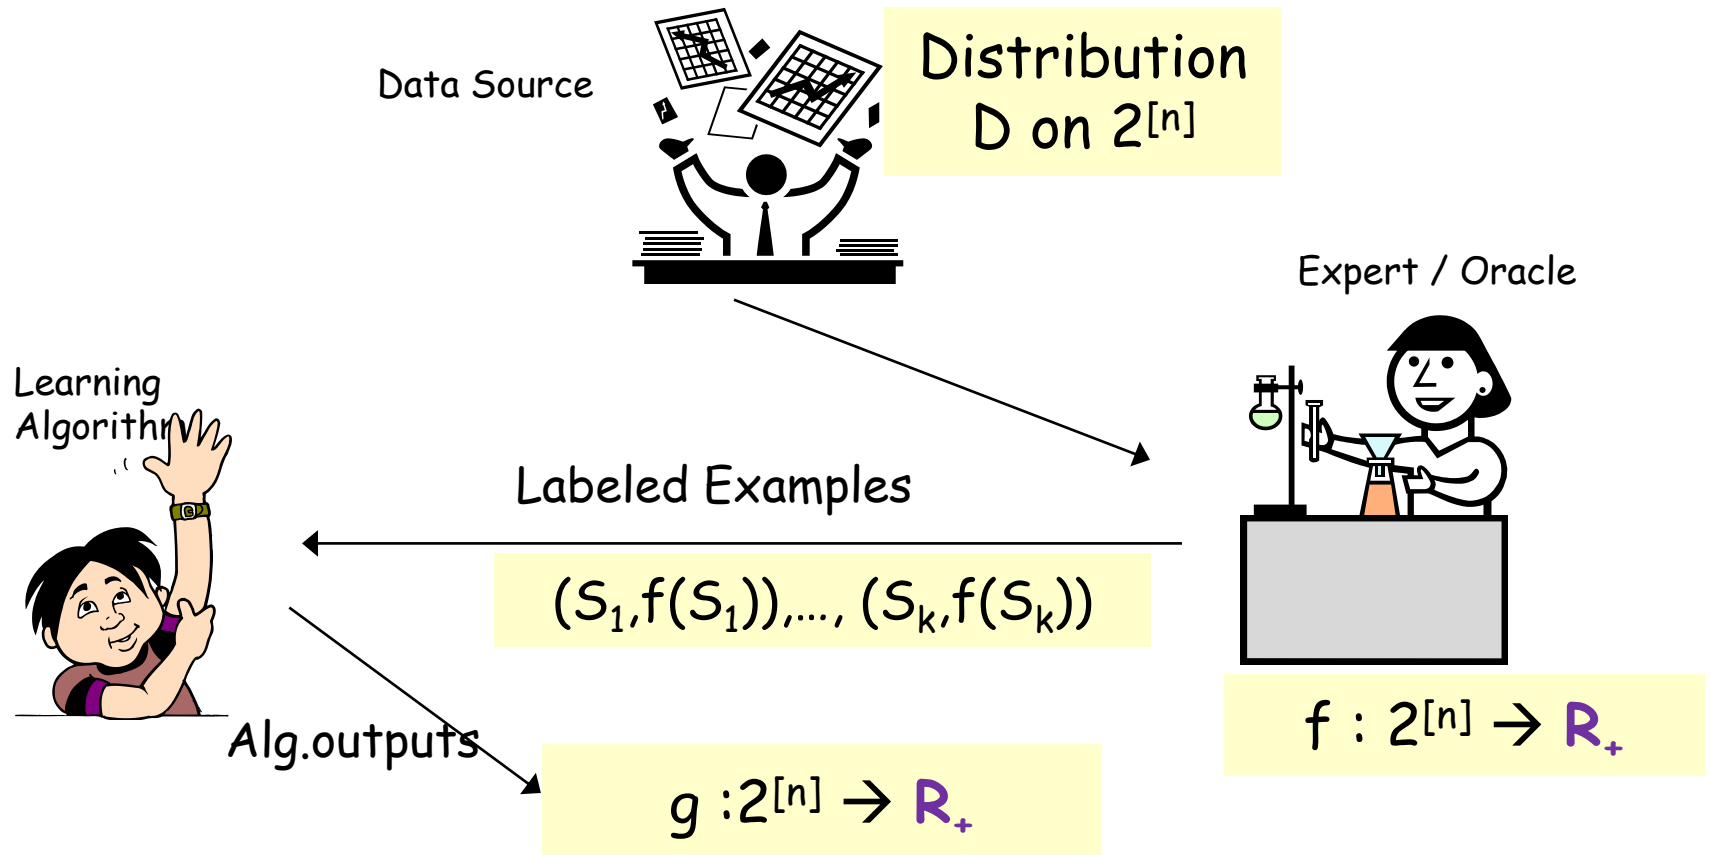 Data Source
Distribution
D on 2^[n]
Expert / Oracle
Learning
Algorithm
Labeled Examples
(S₁,f(S₁)),..., (Sₖ,f(Sₖ))
f : 2^[n] → R₊
Alg.outputs
g :2^[n] → R₊